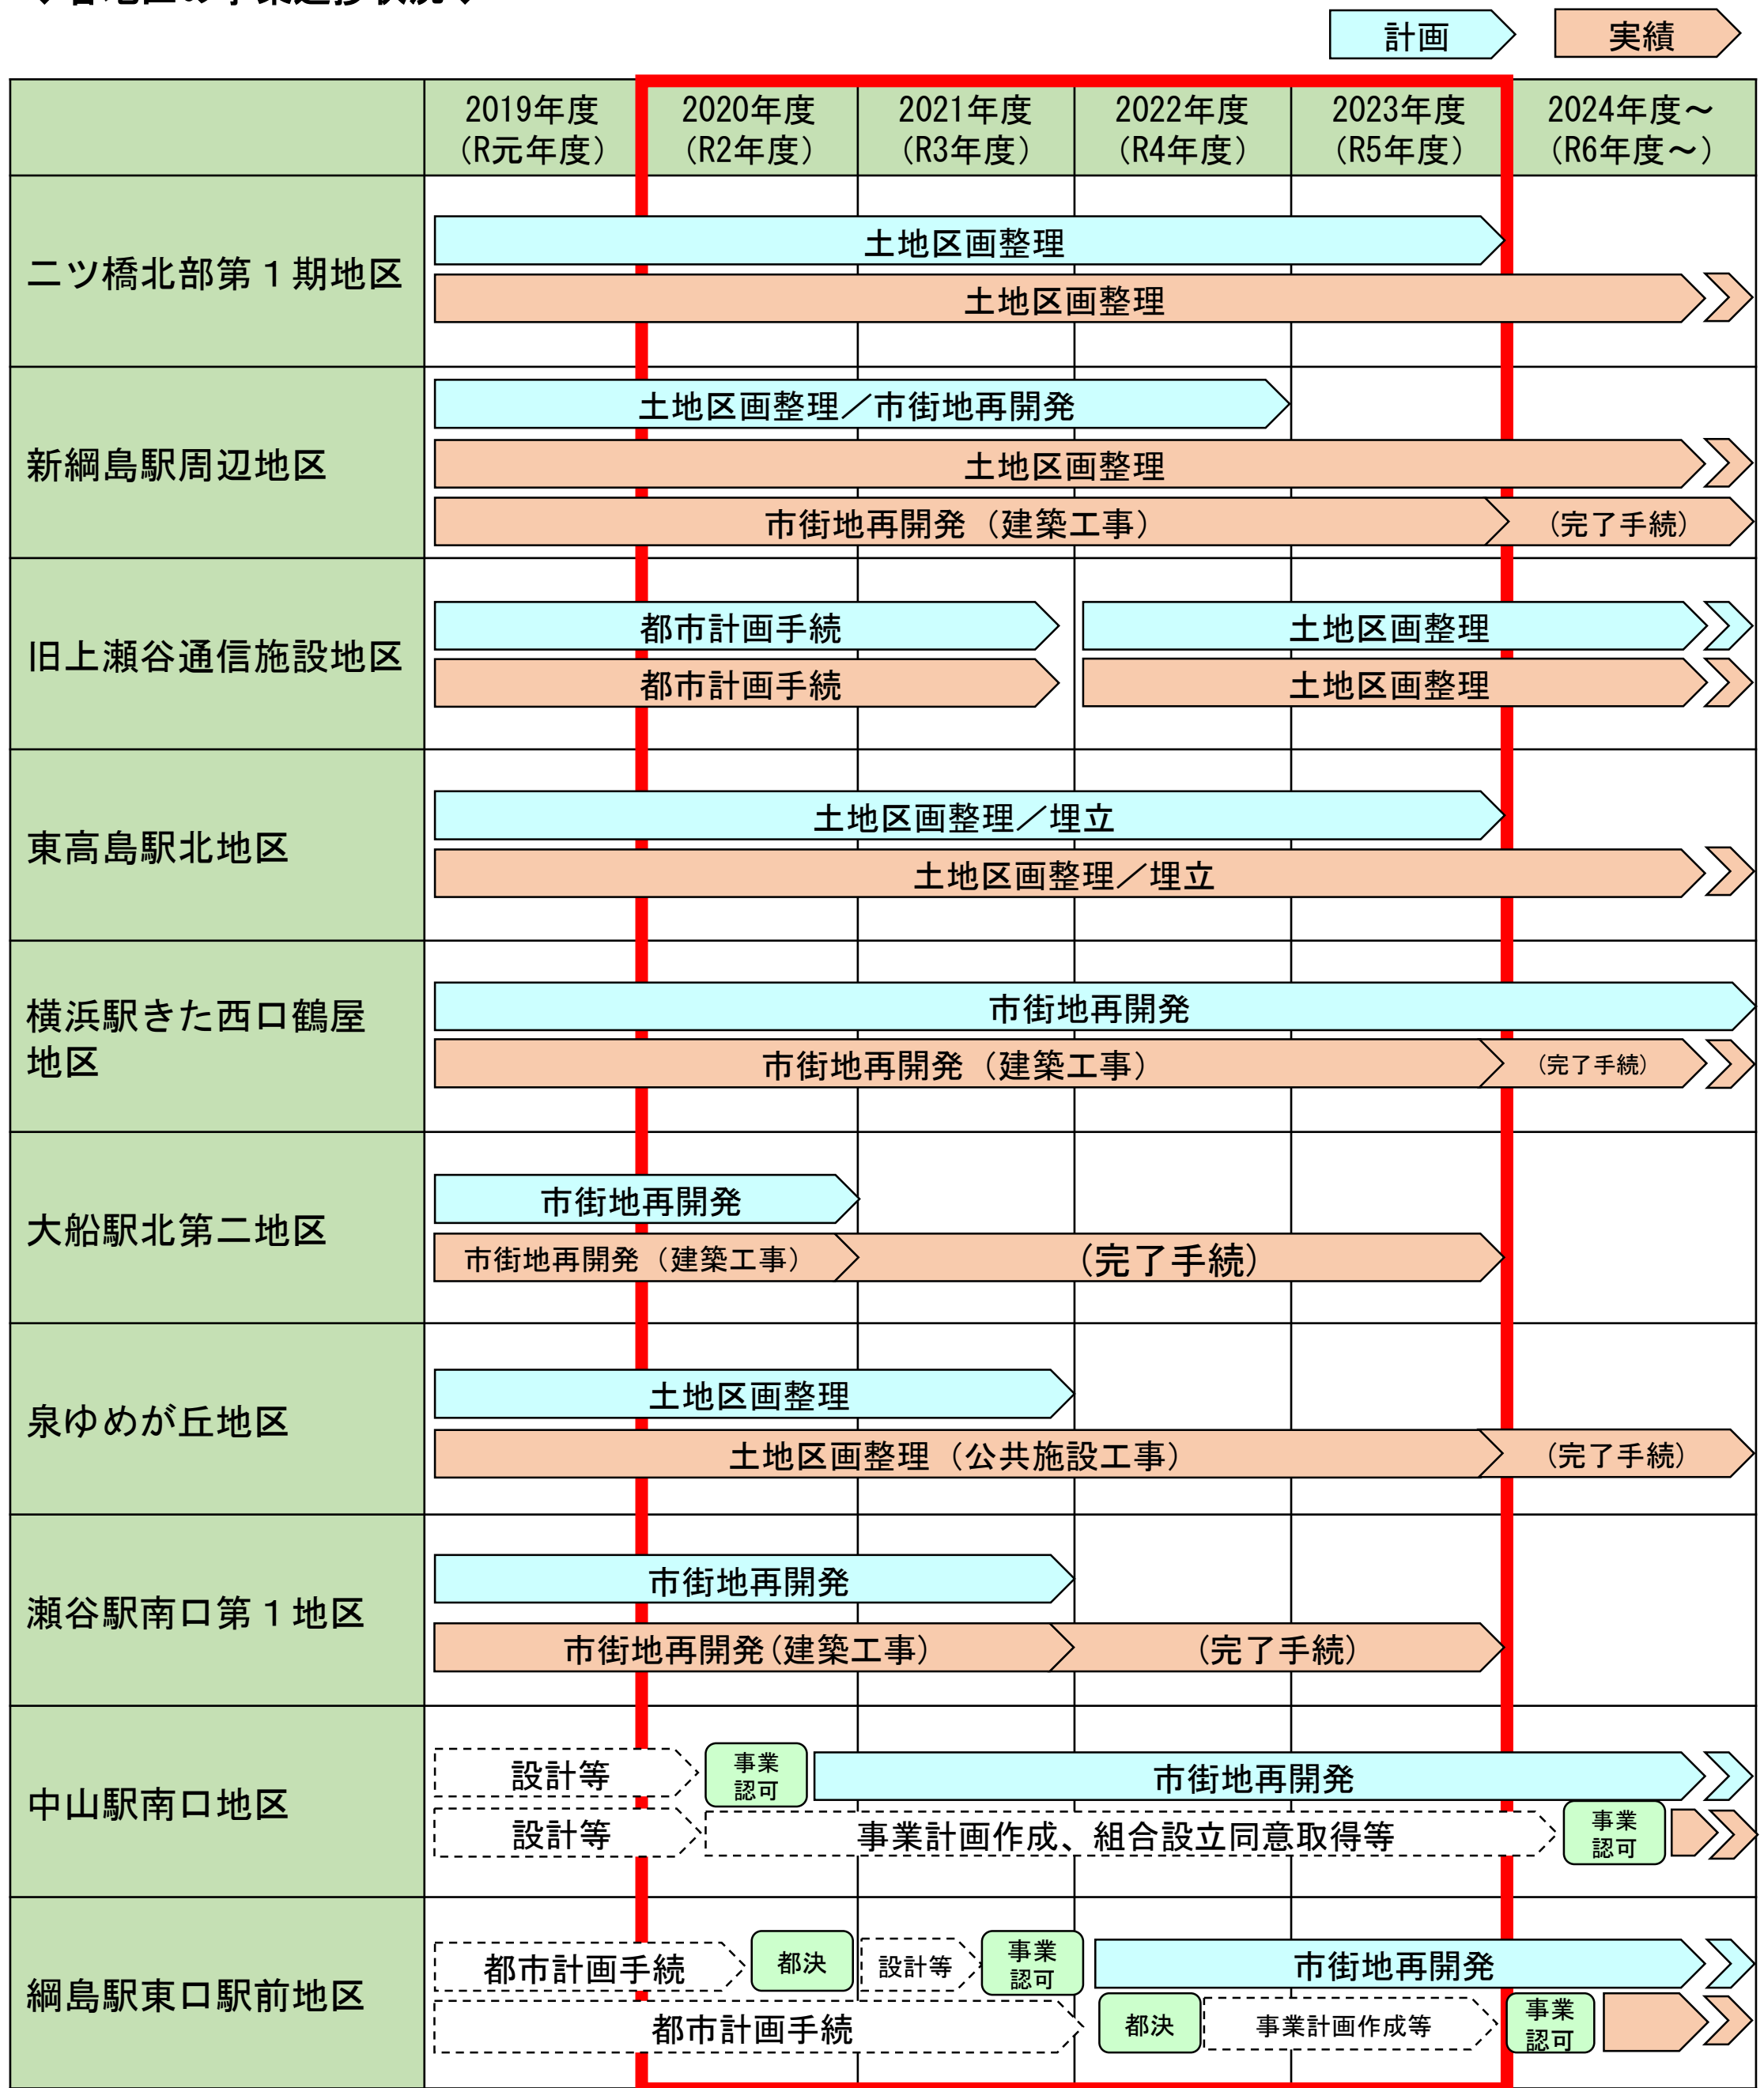 計画
実績
2019年度
(R元年度)
2020年度
(R2年度)
2021年度
(R3年度)
2022年度
(R4年度)
2023年度
(R5年度)
2024年度～
(R6年度～)
二ツ橋北部第１期地区
土地区画整理
土地区画整理
新綱島駅周辺地区
土地区画整理／市街地再開発
土地区画整理
市街地再開発（建築工事）
(完了手続)
旧上瀬谷通信施設地区
都市計画手続
土地区画整理
都市計画手続
土地区画整理
東高島駅北地区
土地区画整理／埋立
土地区画整理／埋立
横浜駅きた西口鶴屋
地区
市街地再開発
市街地再開発（建築工事）
(完了手続)
大船駅北第二地区
市街地再開発
市街地再開発（建築工事）
(完了手続)
泉ゆめが丘地区
土地区画整理
土地区画整理（公共施設工事）
(完了手続)
瀬谷駅南口第１地区
市街地再開発
市街地再開発(建築工事)
(完了手続)
中山駅南口地区
設計等
事業
認可
市街地再開発
設計等
事業計画作成、組合設立同意取得等
事業
認可
綱島駅東口駅前地区
都市計画手続
都決
設計等
事業
認可
市街地再開発
都市計画手続
都決
事業計画作成等
事業
認可